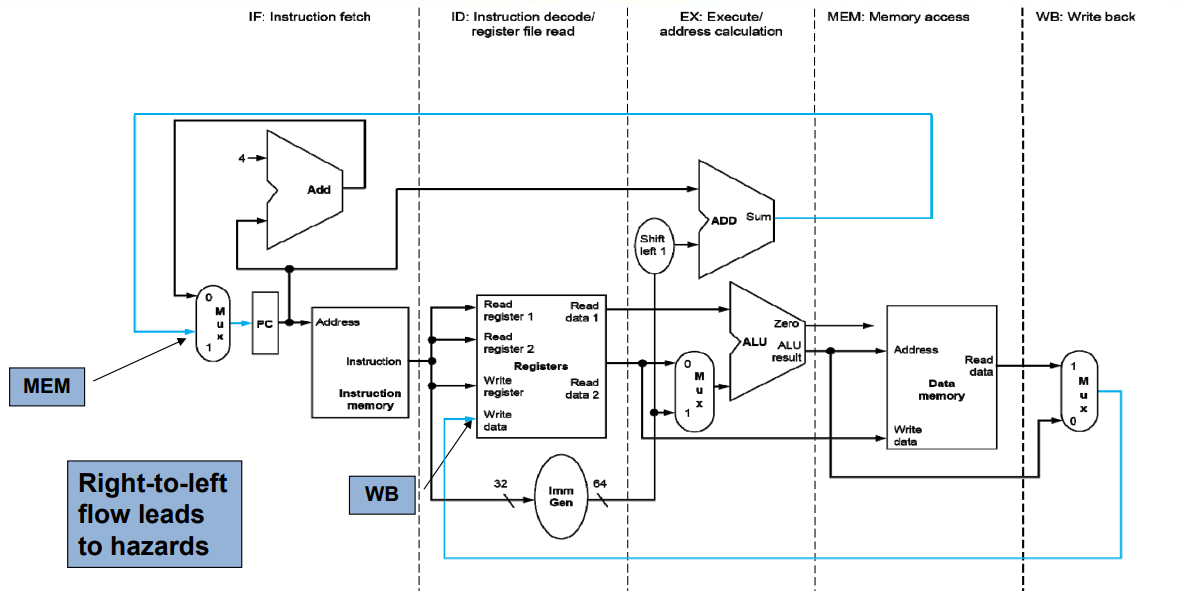 IF: Instruction fetch
ID: Instruction decode/
register file read
EX: Execute/
address calculation
MEM: Memory access
WB: Write back
4
Add
ADD
Sum
Shift
left 1
0
M
u
x
1
PC
Address
Instruction
Instruction
memory
Read
register 1
Read
register 2
Write
register
Write
data
Registers
Read
data 1
Read
data 2
0
M
u
x
1
Zero
ALU
ALU
result
Address
Read
data
Data
memory
Write
data
1
M
u
x
0
MEM
WB
32
Imm
Gen
64
Right-to-left
flow leads
to hazards